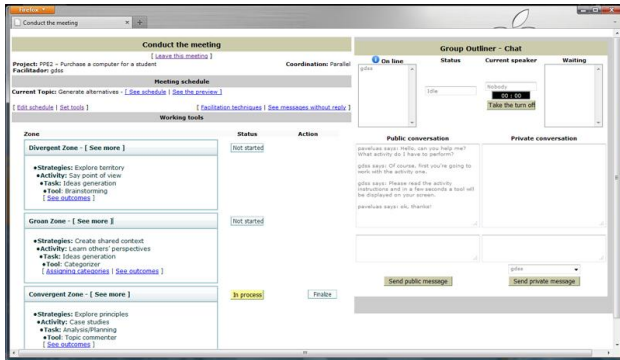 Firefox
Conduct the meeting
Conduct the meeting
[ Leave this meeting ]
Project: PPE2 – Purchase a computer for a student
Coordination: Parallel
Facilitador: gdss
Meeting schedule
Current Topic: Generate alternatives - [ See schedule | See the preview ]
[ Edit schedule | Set tools ]
[ Facilitation techniques | See messages without reply ]
Working tools
Zone Status Action
Divergent Zone - [ See more ]
Not started
Strategies: Explore territory
Activity: Say point of view
Task: Ideas generation
Tool: Brainstorming
[ See outcomes ]
Groan Zone - [ See more ]
Not started
Strategies: Create shared context
Activity: Learn others' perspectives
Task: Ideas generation
Tool: Categorizer
[ Assigning categories | See outcomes ]
Convergent Zone - [ See more ]
In process
Finalize
Strategies: Explore principles
Activity: Case studies
Task: Analysis/Planning
Tool: Topic commenter
[ See outcomes ]
Group Outliner - Chat
On line Status Current speaker Waiting
gdss
Idle
Nobody
00 : 00
Take the turn off
Public conversation
Private conversation
paveluas says: Hello, can you help me?
What activity do I have to perform?
gdss says: Of course, first you're going to
work with the activity one.
gdss says: Please read the activity
instructions and in a few seconds a tool will
be displayed on your screen.
paveluas says: ok, thanks!
gdss
Send public message
Send private message